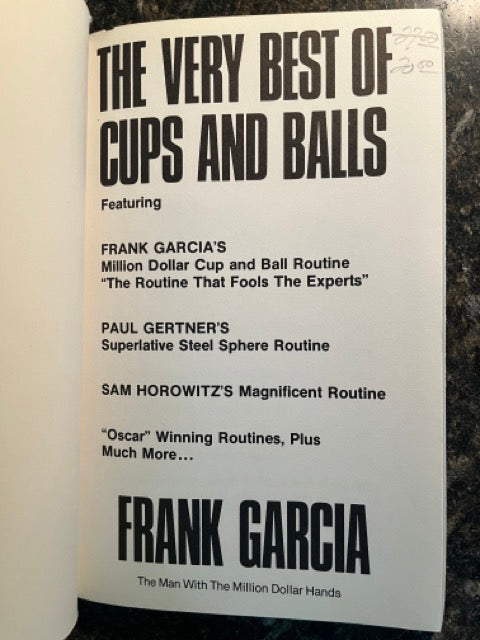 THE VERY BEST OF
CUPS AND BALLS
Featuring
FRANK GARCIA'S
Million Dollar Cup and Ball Routine
"The Routine That Fools The Experts"
PAUL GERTNER'S
Superlative Steel Sphere Routine
SAM HOROWITZ'S Magnificent Routine
"Oscar" Winning Routines, Plus
Much More...
FRANK GARCIA
The Man With The Million Dollar Hands